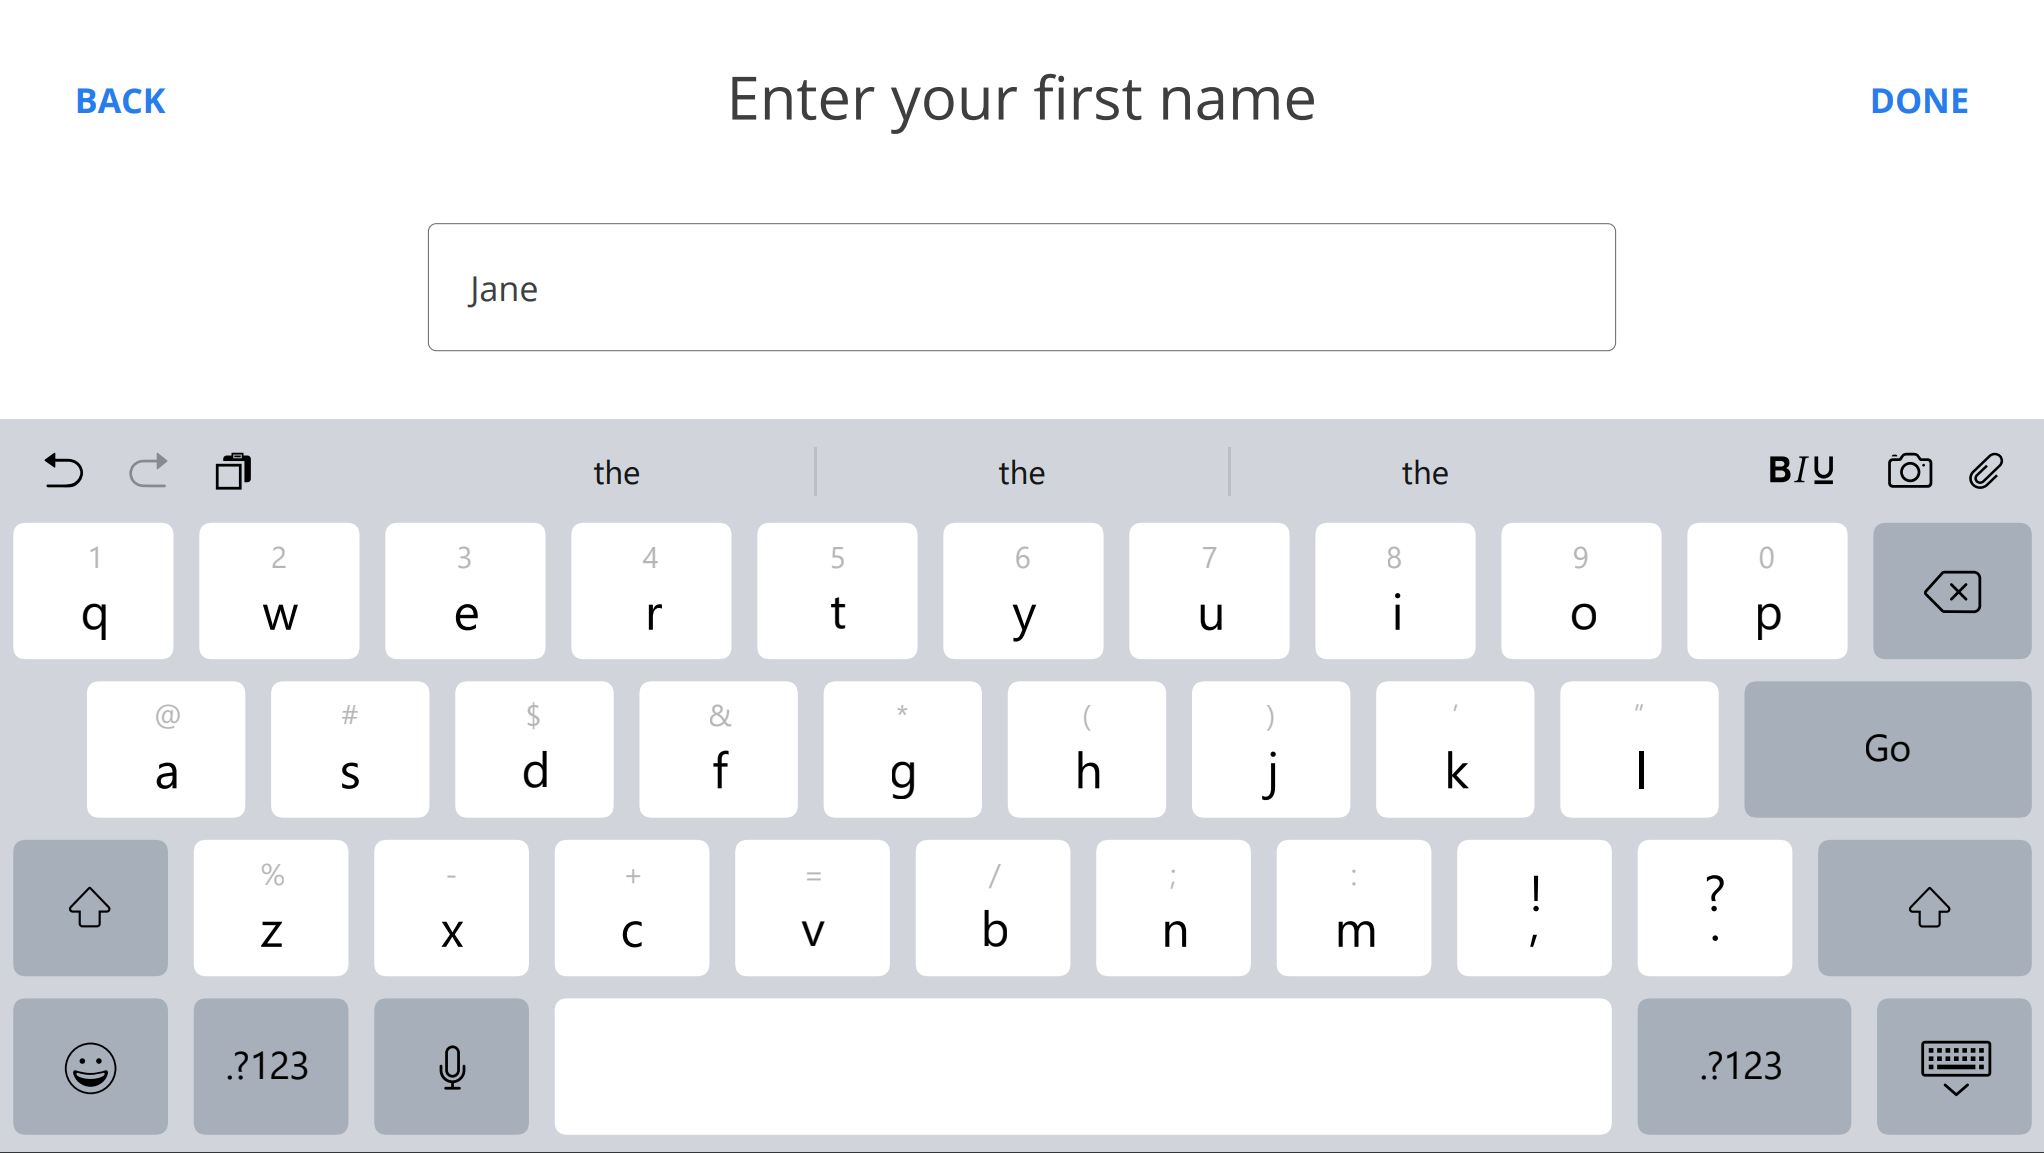 BACK Enter your first name DONE
Jane
the the the BIU
1 2 3 4 5 6 7 8 9 0
q w e r t y u i o p
@ # $ & * ( ) ' "
a s d f g h j k l Go
% - + = / ; : ! ?
z x c v b n m , .
.?123 .?123